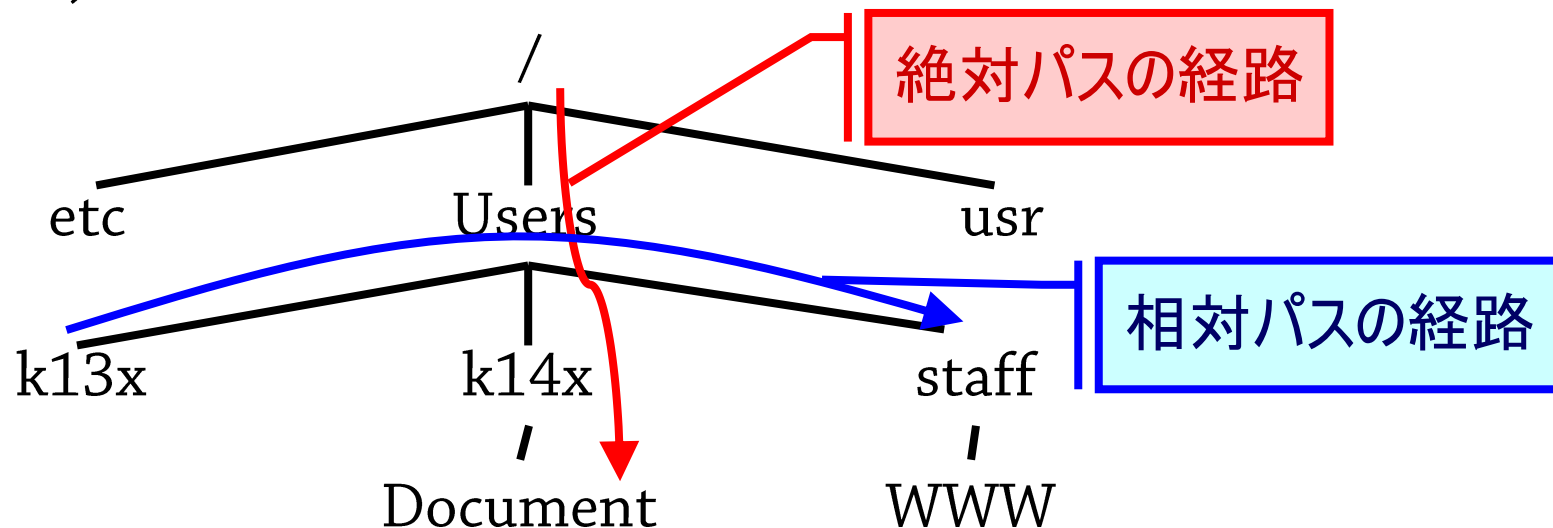 /
絶対パスの経路
etc Users usr
相対パスの経路
k13x k14x staff
Document WWW